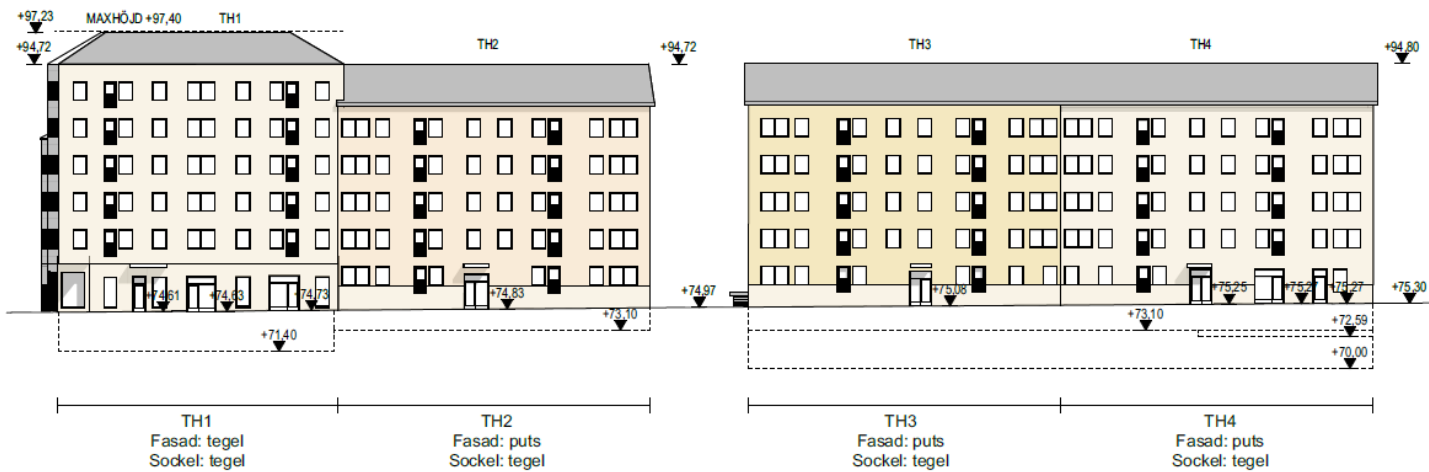 +97,23
MAXHÖJD +97,40
TH1
+94,72
TH2
+94,72
TH3
TH4
+94,80
+74,61
+74,63
+74,73
+74,83
+74,97
+75,08
+75,25
+75,27
+75,27
+75,30
+71,40
+73,10
+73,10
+72,59
+70,00
TH1
Fasad: tegel
Sockel: tegel
TH2
Fasad: puts
Sockel: tegel
TH3
Fasad: puts
Sockel: tegel
TH4
Fasad: puts
Sockel: tegel